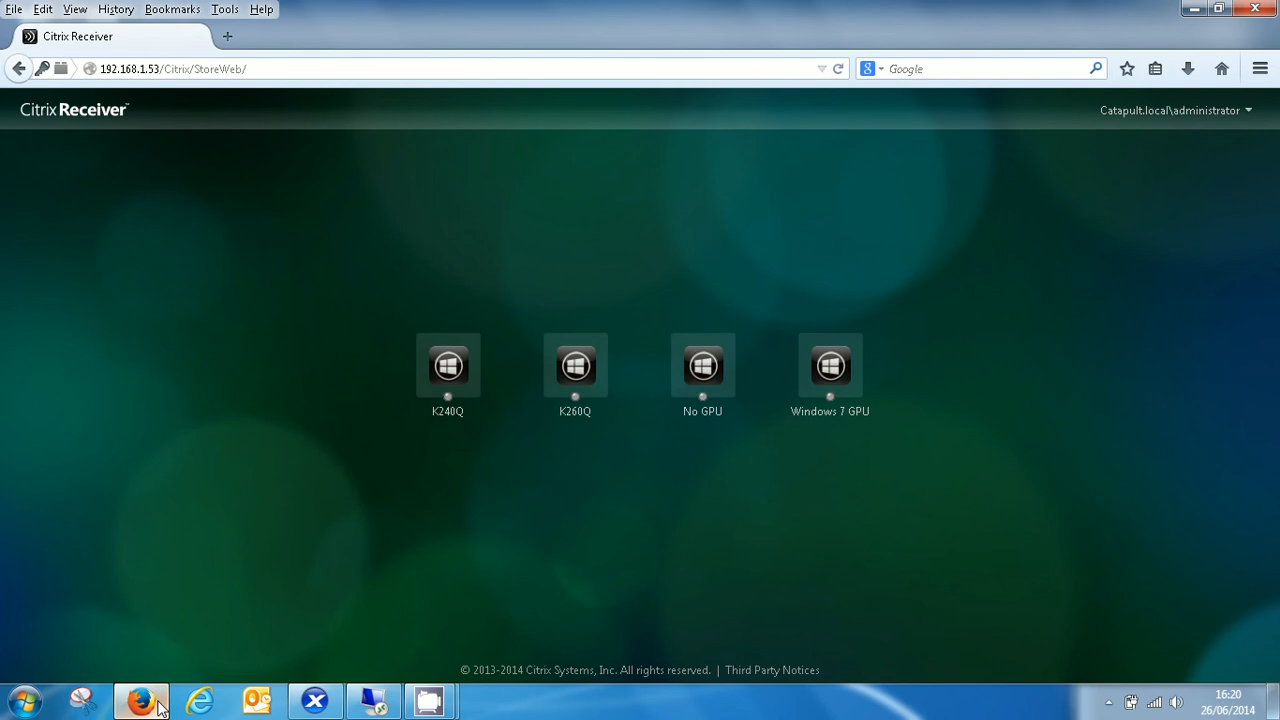 File Edit View History Bookmarks Tools Help
Citrix Receiver
192.168.1.53/Citrix/StoreWeb/
Google
Citrix Receiver™
Catapult.local\administrator
K240Q
K260Q
No GPU
Windows 7 GPU
© 2013-2014 Citrix Systems, Inc. All rights reserved. | Third Party Notices
16:20
26/06/2014